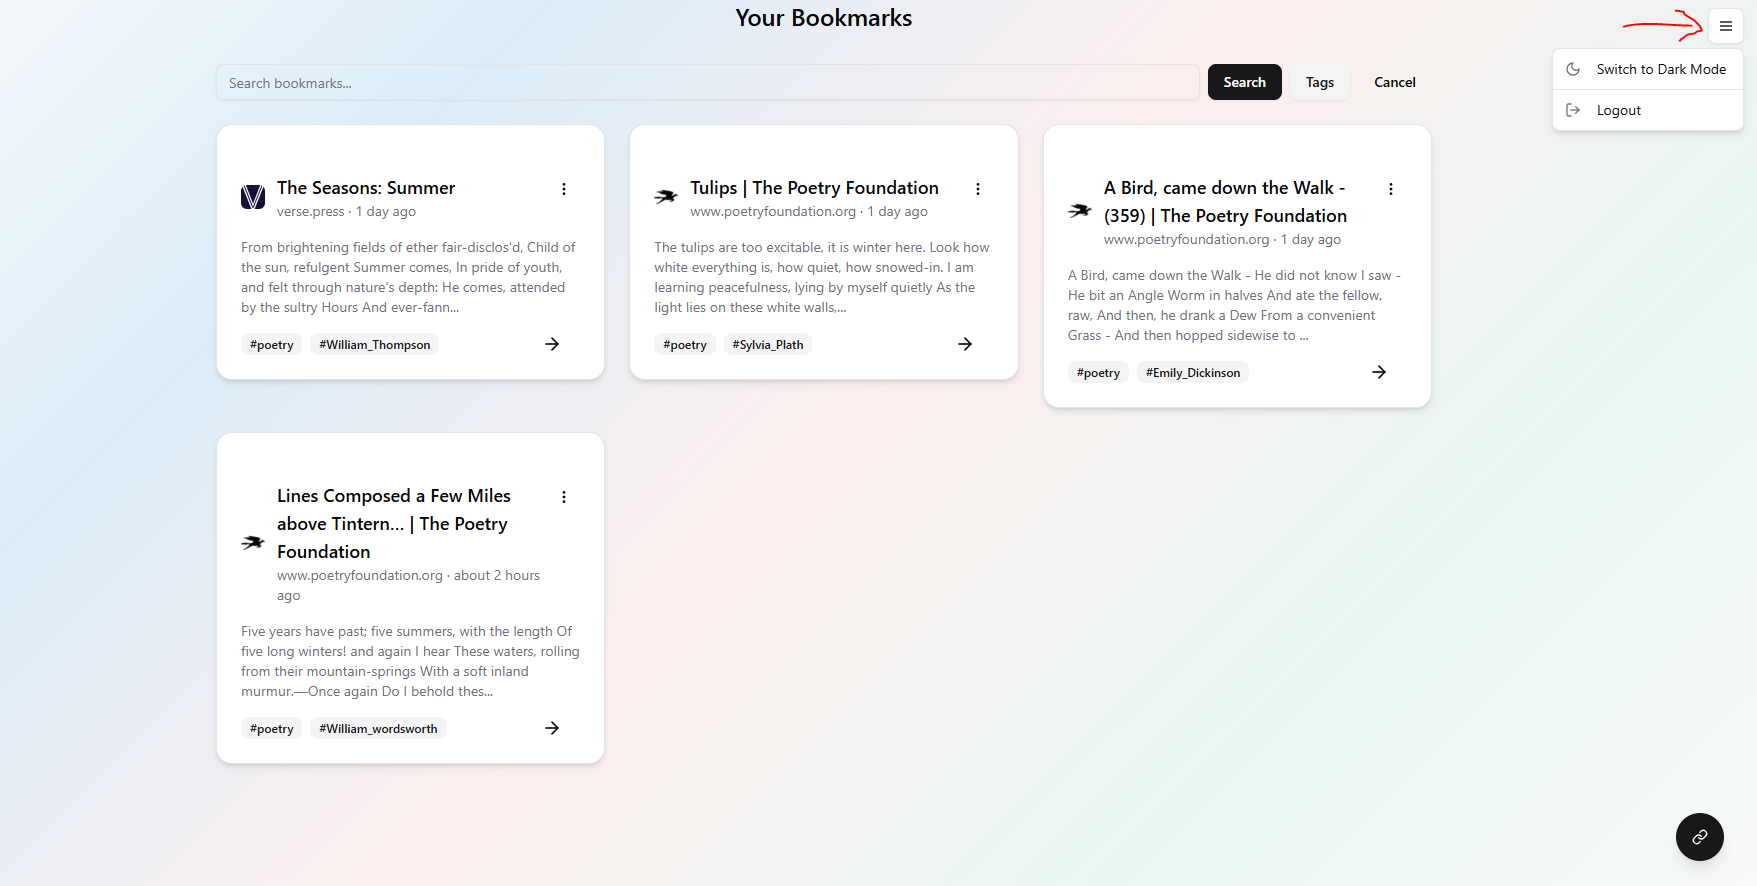 Your Bookmarks
Switch to Dark Mode
Logout
Search bookmarks...
Search
Tags
Cancel
The Seasons: Summer
verse.press · 1 day ago
From brightening fields of ether fair-disclos'd, Child of
the sun, refulgent Summer comes, In pride of youth,
and felt through nature's depth: He comes, attended
by the sultry Hours And ever-fann...
#poetry #William_Thompson
Tulips | The Poetry Foundation
www.poetryfoundation.org · 1 day ago
The tulips are too excitable, it is winter here. Look how
white everything is, how quiet, how snowed-in. I am
learning peacefulness, lying by myself quietly As the
light lies on these white walls,...
#poetry #Sylvia_Plath
A Bird, came down the Walk -
(359) | The Poetry Foundation
www.poetryfoundation.org · 1 day ago
A Bird, came down the Walk - He did not know I saw -
He bit an Angle Worm in halves And ate the fellow,
raw, And then, he drank a Dew From a convenient
Grass - And then hopped sidewise to ...
#poetry #Emily_Dickinson
Lines Composed a Few Miles
above Tintern... | The Poetry
Foundation
www.poetryfoundation.org · about 2 hours
ago
Five years have past; five summers, with the length Of
five long winters! and again I hear These waters, rolling
from their mountain-springs With a soft inland
murmur.—Once again Do I behold thes...
#poetry #William_wordsworth